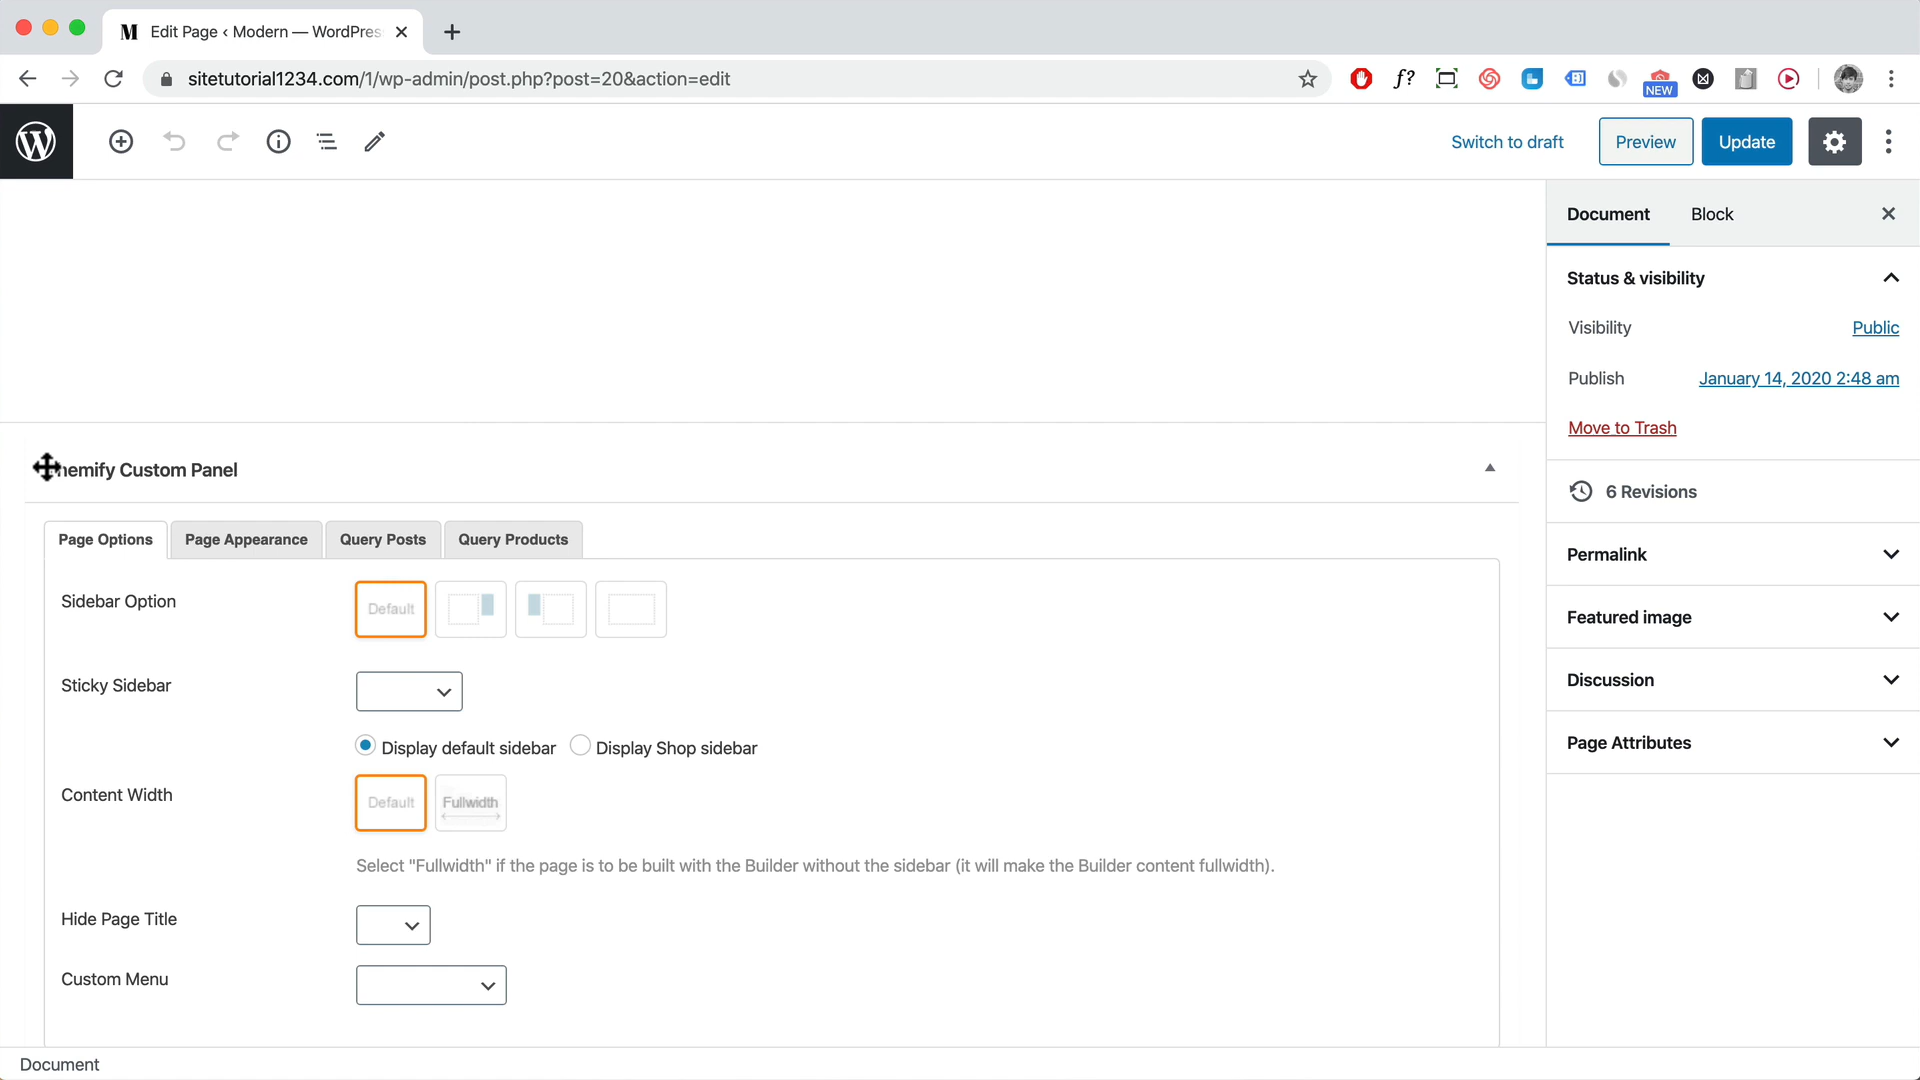 M Edit Page ‹ Modern — WordPres
sitetutorial1234.com/1/wp-admin/post.php?post=20&action=edit
f?
NEW
Switch to draft
Preview
Update
Document
Block
Status & visibility
Visibility
Public
Publish
January 14, 2020 2:48 am
Move to Trash
6 Revisions
Permalink
Featured image
Discussion
Page Attributes
hemify Custom Panel
Page Options
Page Appearance
Query Posts
Query Products
Sidebar Option
Default
Sticky Sidebar
Display default sidebar
Display Shop sidebar
Content Width
Default
Fullwidth
Select "Fullwidth" if the page is to be built with the Builder without the sidebar (it will make the Builder content fullwidth).
Hide Page Title
Custom Menu
Document